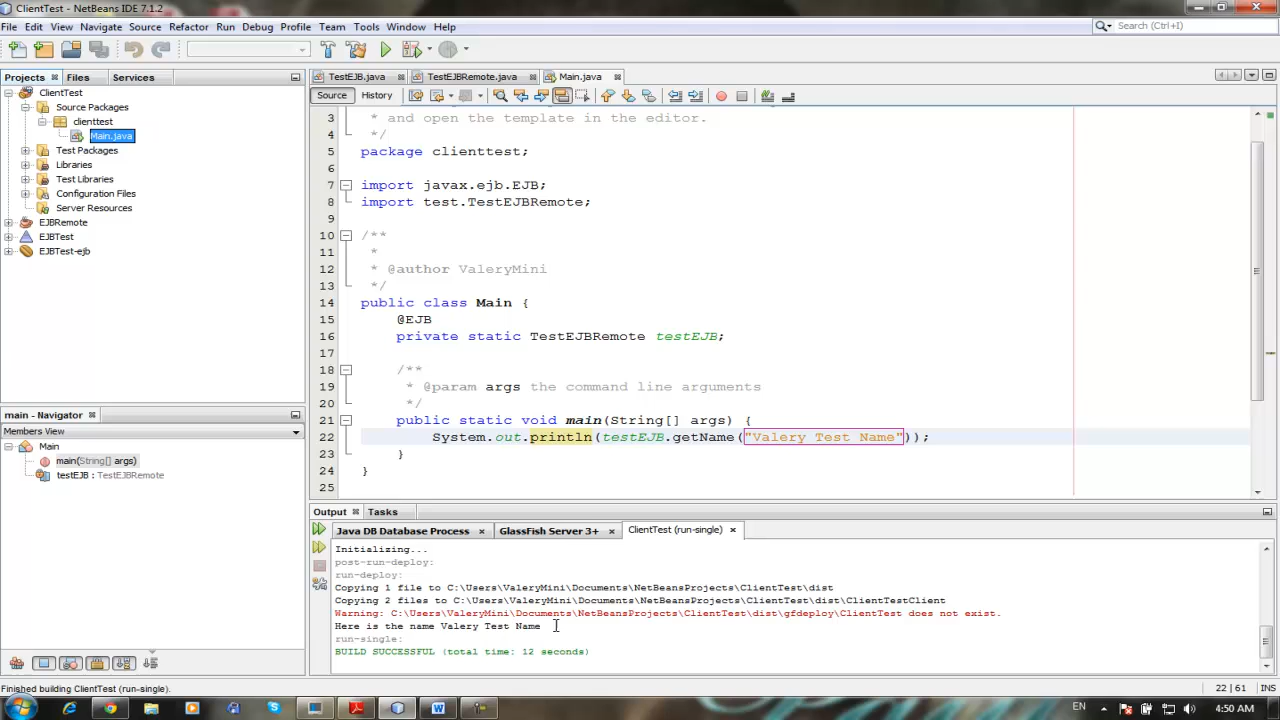 ClientTest - NetBeans IDE 7.1.2
File Edit View Navigate Source Refactor Run Debug Profile Team Tools Window Help
Search (Ctrl+I)
Projects Files Services
ClientTest
Source Packages
clienttest
Main.java
Test Packages
Libraries
Test Libraries
Configuration Files
Server Resources
EJBRemote
EJBTest
EJBTest-ejb
main - Navigator
Members View
Main
main(String[] args)
testEJB : TestEJBRemote
TestEJB.java TestEJBRemote.java Main.java
Source History
3 * and open the template in the editor.
4 */
5 package clienttest;
6
7 import javax.ejb.EJB;
8 import test.TestEJBRemote;
9
10 /**
11 *
12 * @author ValeryMini
13 */
14 public class Main {
15 @EJB
16 private static TestEJBRemote testEJB;
17
18 /**
19 * @param args the command line arguments
20 */
21 public static void main(String[] args) {
22 System.out.println(testEJB.getName("Valery Test Name"));
23 }
24 }
25
Output Tasks
Java DB Database Process GlassFish Server 3+ ClientTest (run-single)
Initializing...
post-run-deploy:
run-deploy:
Copying 1 file to C:\Users\ValeryMini\Documents\NetBeansProjects\ClientTest\dist
Copying 2 files to C:\Users\ValeryMini\Documents\NetBeansProjects\ClientTest\dist\ClientTestClient
Warning: C:\Users\ValeryMini\Documents\NetBeansProjects\ClientTest\dist\gfdeploy\ClientTest does not exist.
Here is the name Valery Test Name
run-single:
BUILD SUCCESSFUL (total time: 12 seconds)
Finished building ClientTest (run-single).
22 | 61 INS
EN 4:50 AM